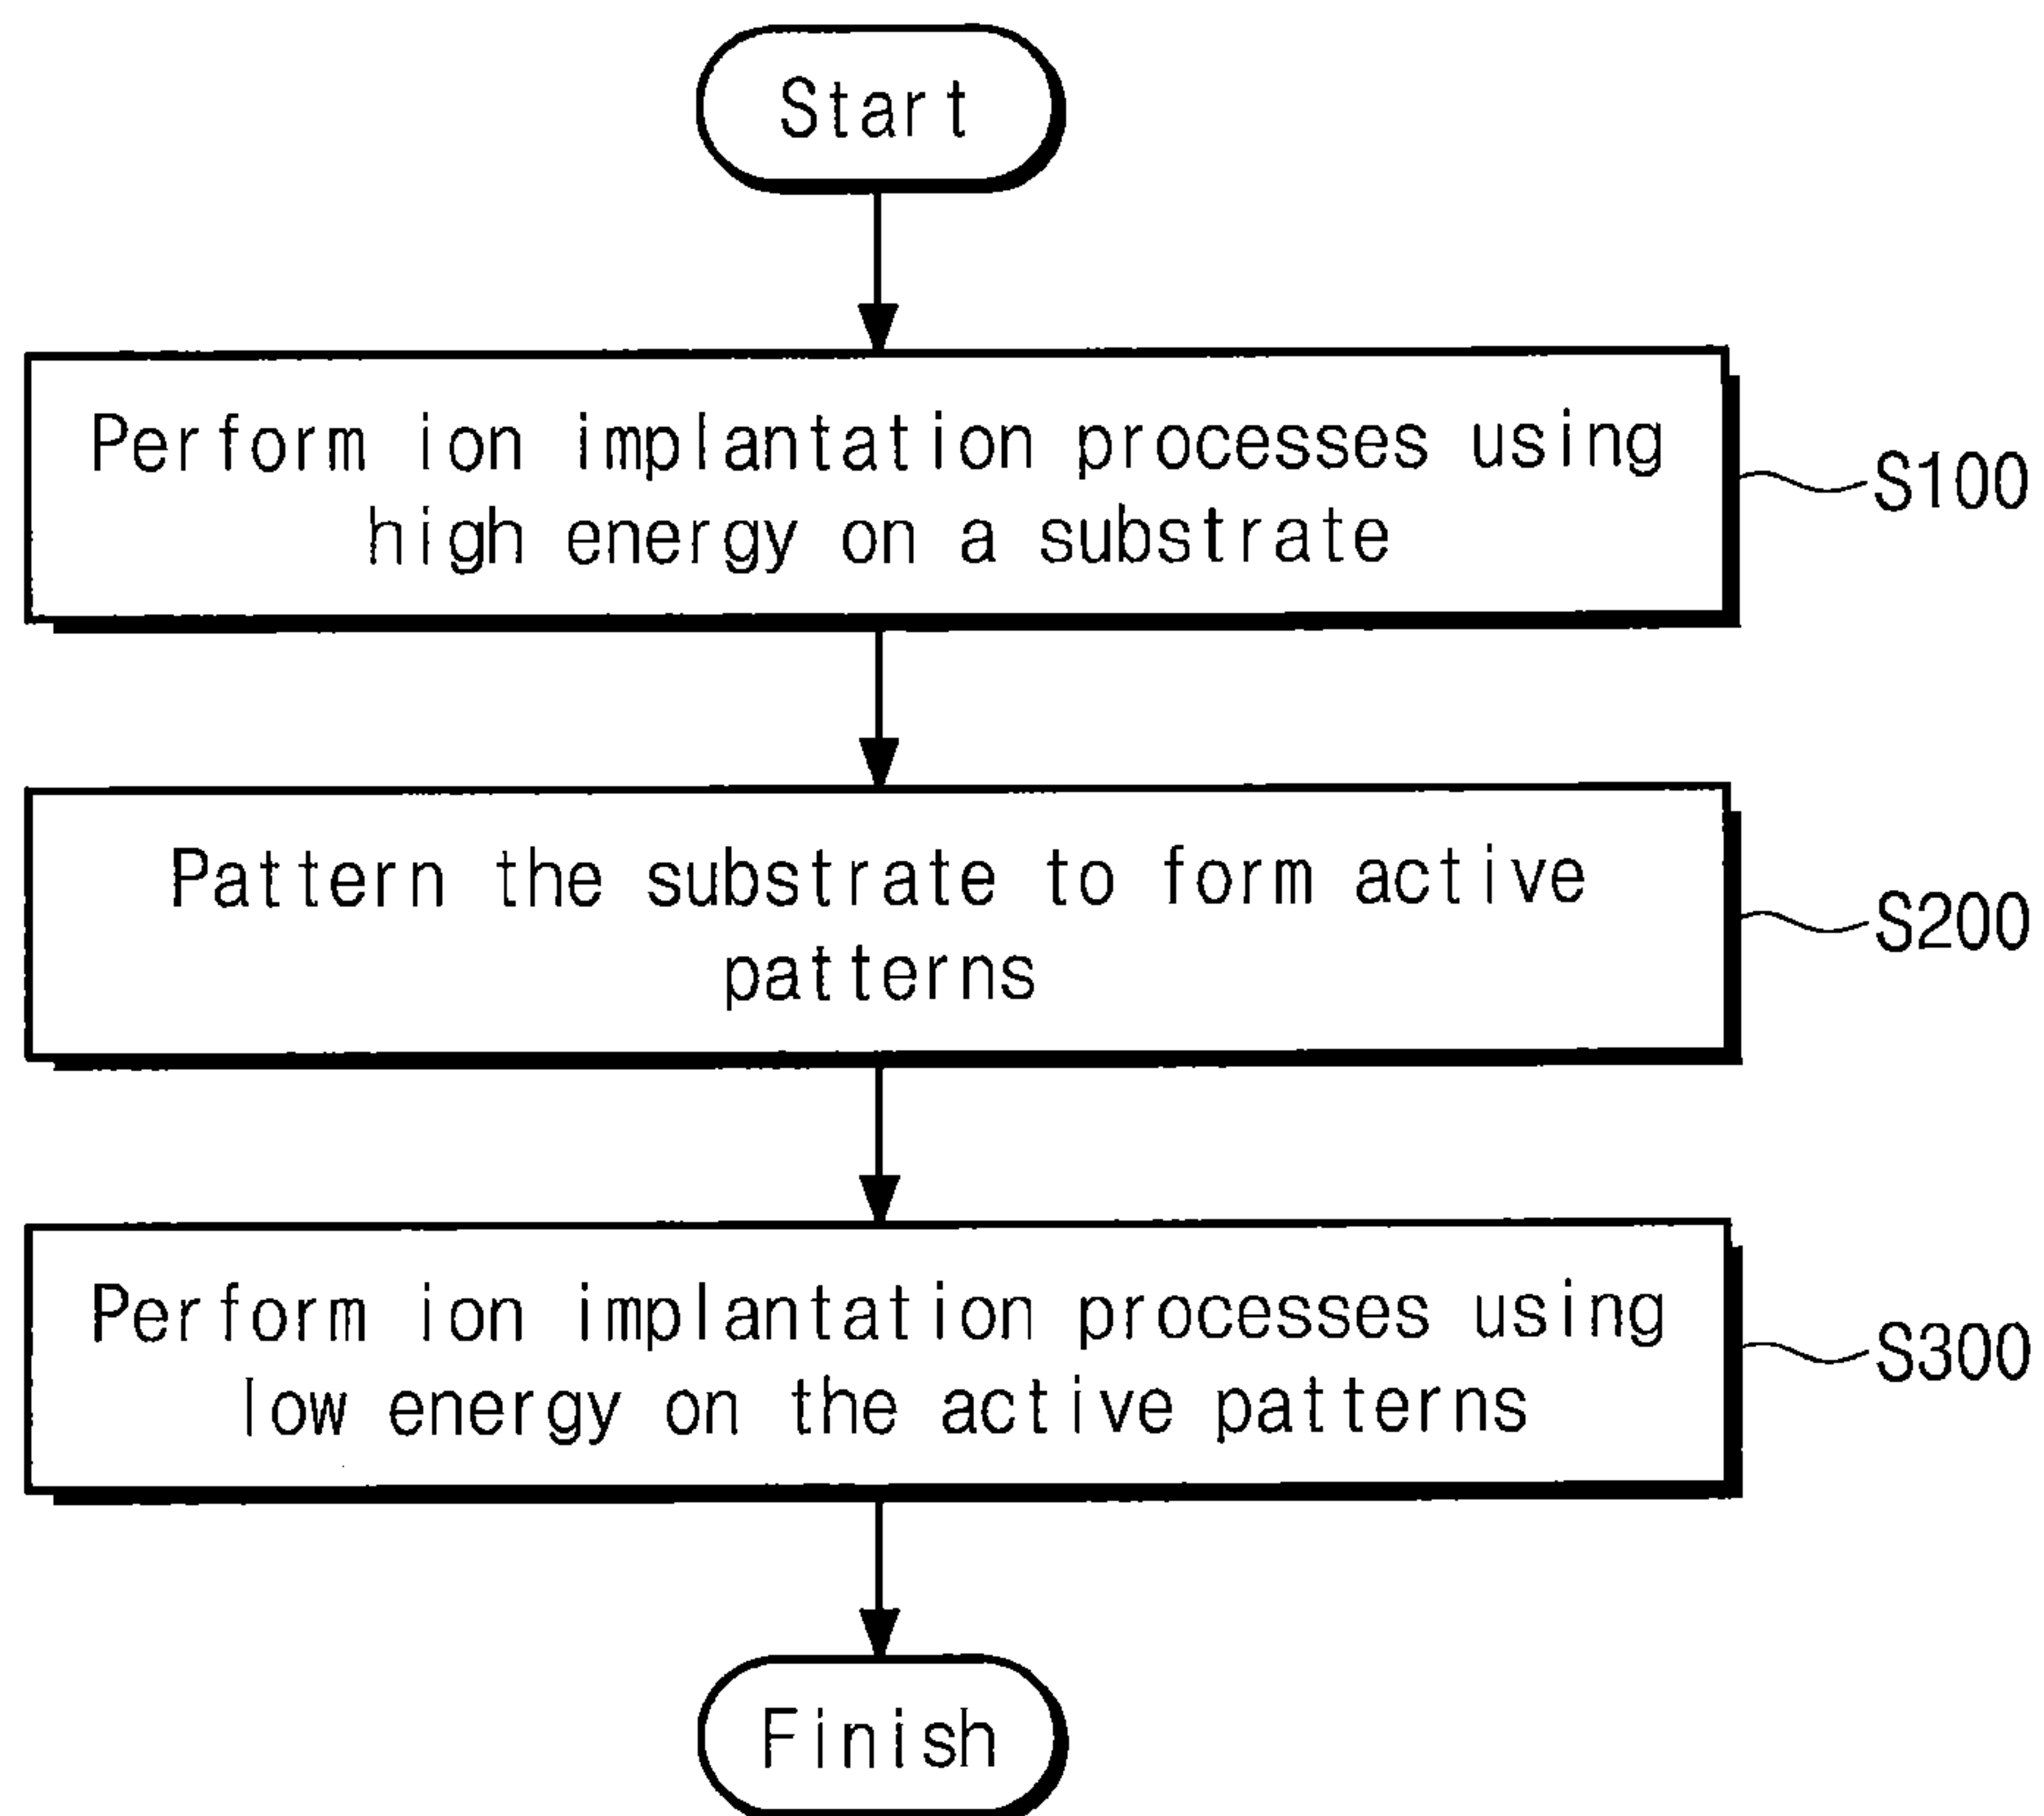 Start
Perform ion implantation processes using
high energy on a substrate
S100
Pattern the substrate to form active
patterns
S200
Perform ion implantation processes using
low energy on the active patterns
S300
Finish